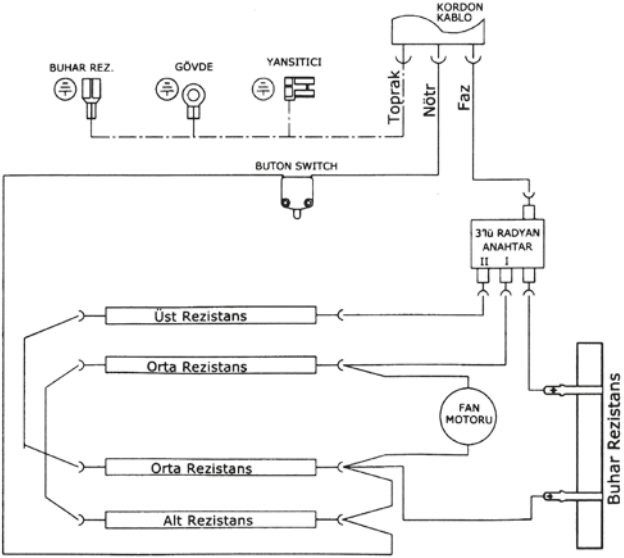 KORDON
KABLO
BUHAR REZ.
GÖVDE
YANSITICI
Toprak
Nötr
Faz
BUTON SWITCH
3'lü RADYAN
ANAHTAR
II I
Üst Rezistans
Orta Rezistans
FAN
MOTORU
Orta Rezistans
Alt Rezistans
Buhar Rezistans